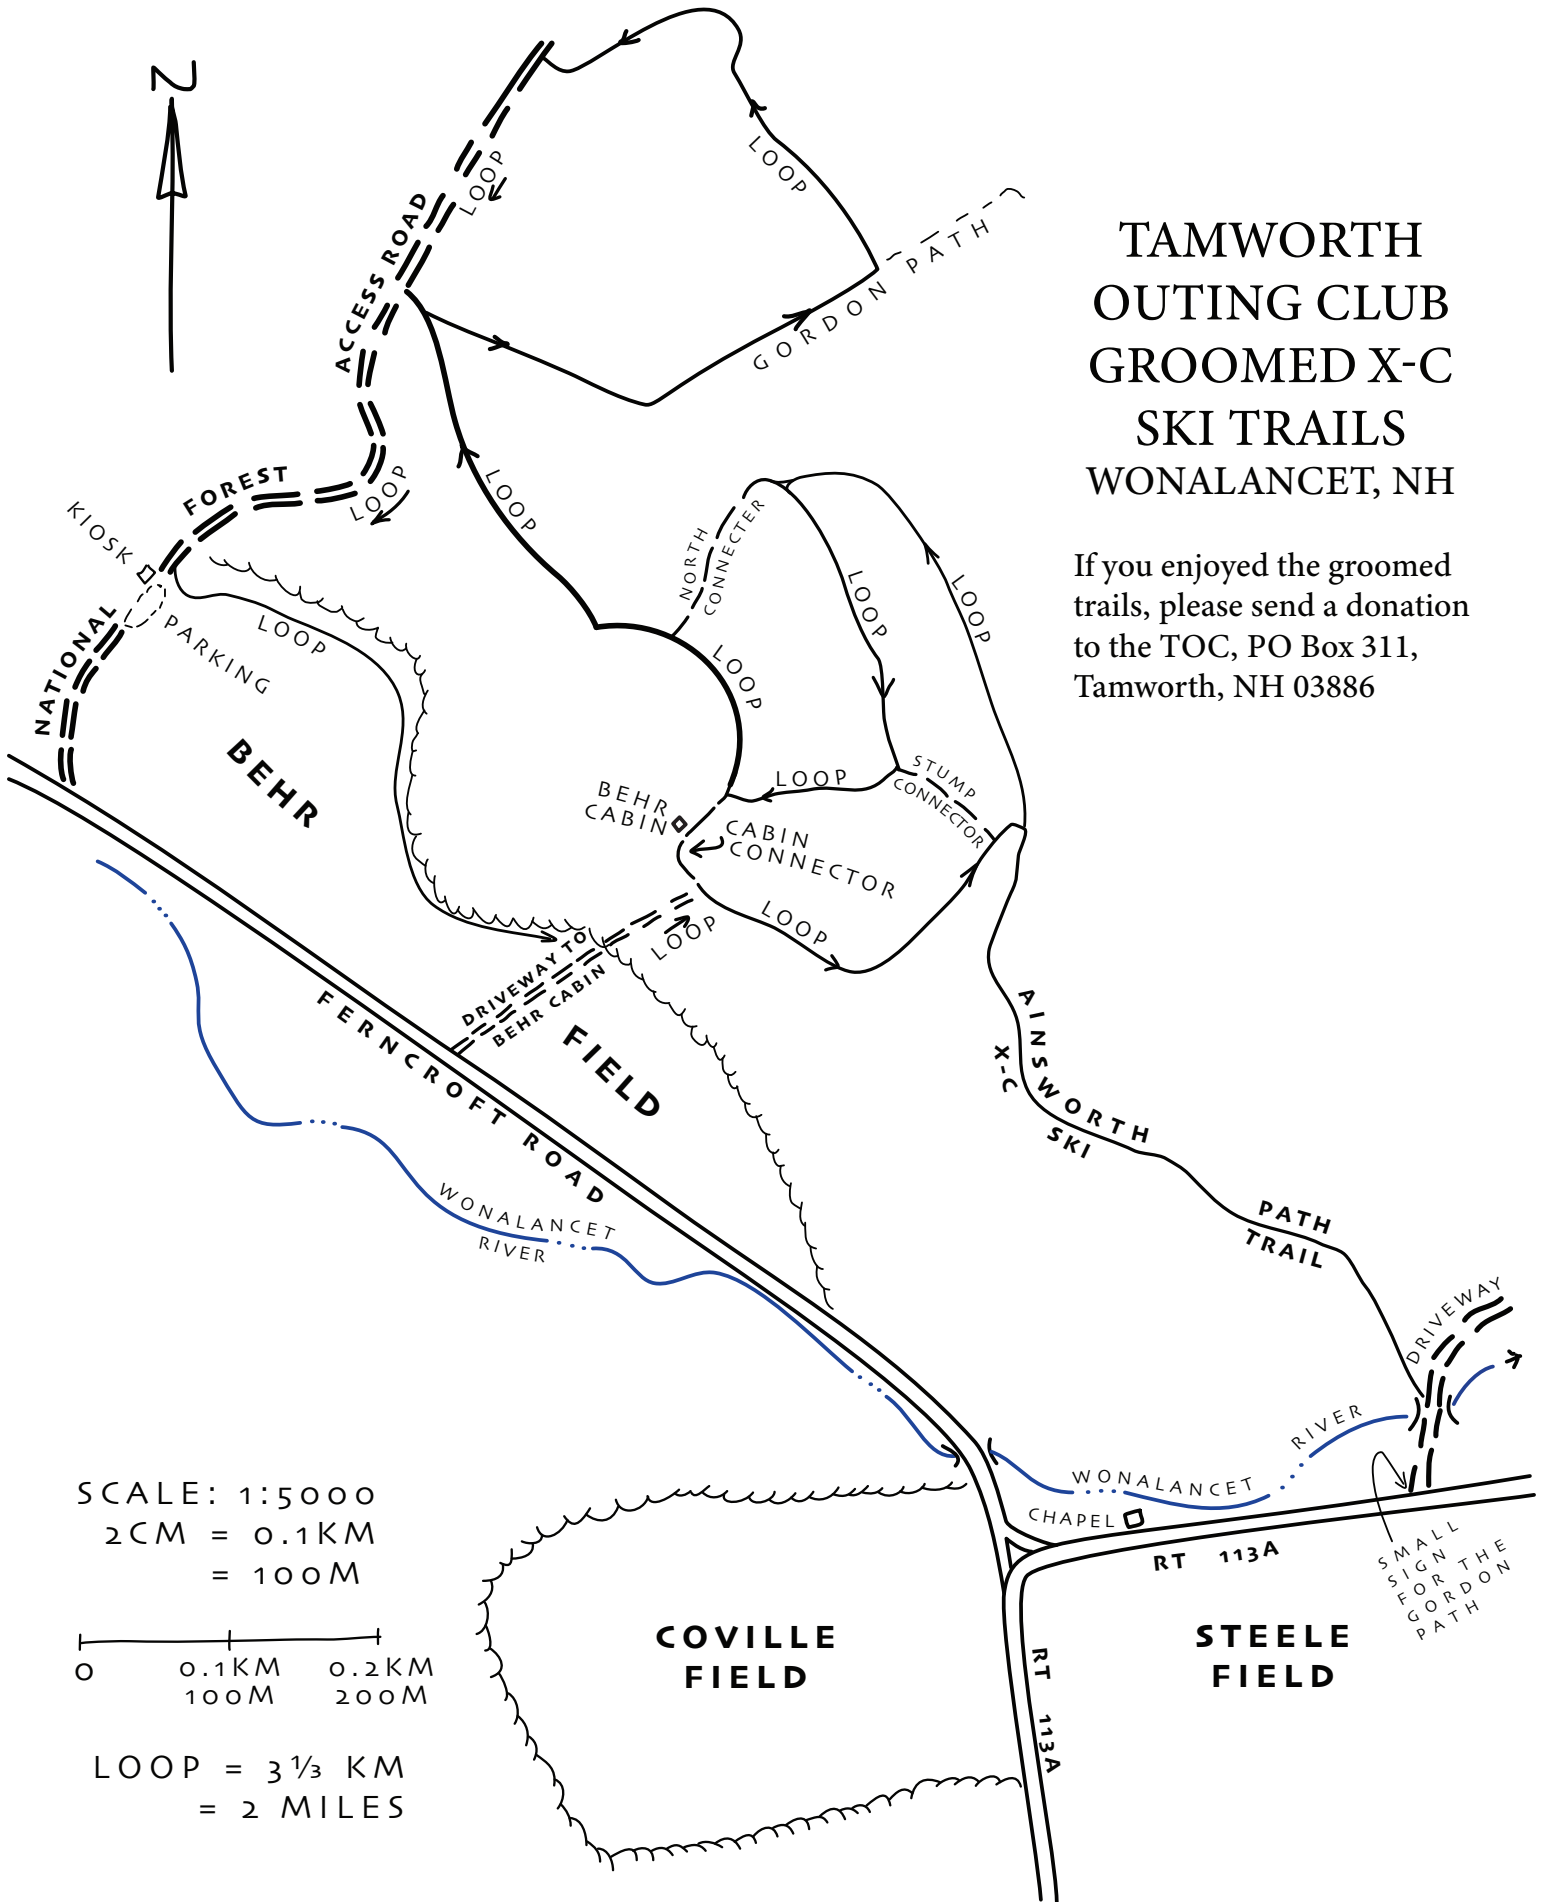 N
LOOP
LOOP
ACCESS ROAD
GORDON PATH
TAMWORTH
OUTING CLUB
GROOMED X-C
SKI TRAILS
WONALANCET, NH
If you enjoyed the groomed
trails, please send a donation
to the TOC, PO Box 311,
Tamworth, NH 03886
FOREST
LOOP
LOOP
KIOSK
NORTH
CONNECTER
LOOP
LOOP
NATIONAL
PARKING
LOOP
LOOP
BEHR
BEHR
CABIN
LOOP
STUMP
CONNECTOR
CABIN
CONNECTOR
LOOP
LOOP
DRIVEWAY TO
BEHR CABIN
FERNCROFT ROAD
FIELD
AINSWORTH
X-C
SKI
PATH
TRAIL
WONALANCET
RIVER
DRIVEWAY
RIVER
WONALANCET
CHAPEL
RT 113A
SMALL
SIGN
FOR THE
GORDON
PATH
SCALE: 1:5000
2CM = 0.1KM
= 100M
0
0.1KM
100M
0.2KM
200M
LOOP = 3⅓ KM
= 2 MILES
COVILLE
FIELD
RT 113A
STEELE
FIELD